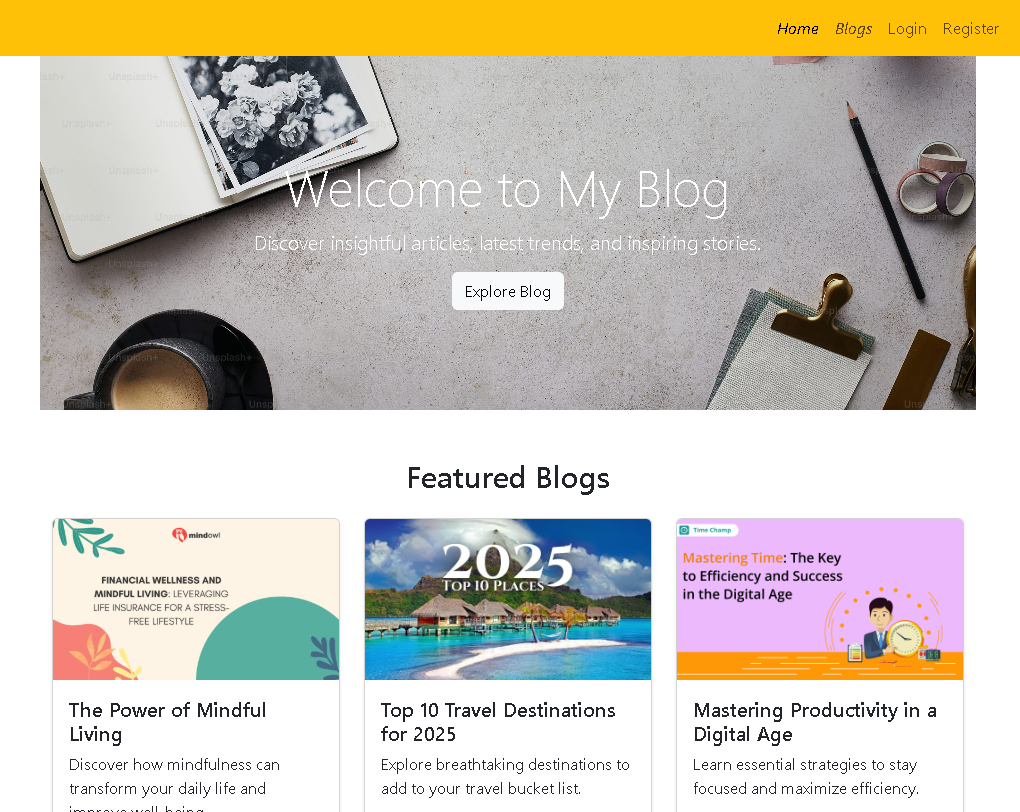 Home Blogs Login Register
Unsplash+
Welcome to My Blog
Discover insightful articles, latest trends, and inspiring stories.
Explore Blog
Featured Blogs
mindowl
FINANCIAL WELLNESS AND
MINDFUL LIVING: LEVERAGING
LIFE INSURANCE FOR A STRESS-
FREE LIFESTYLE
2025
TOP 10 PLACES
Time Champ
Mastering Time: The Key
to Efficiency and Success
in the Digital Age
The Power of Mindful
Living
Discover how mindfulness can
transform your daily life and
improve well-being.
Top 10 Travel Destinations
for 2025
Explore breathtaking destinations to
add to your travel bucket list.
Mastering Productivity in a
Digital Age
Learn essential strategies to stay
focused and maximize efficiency.